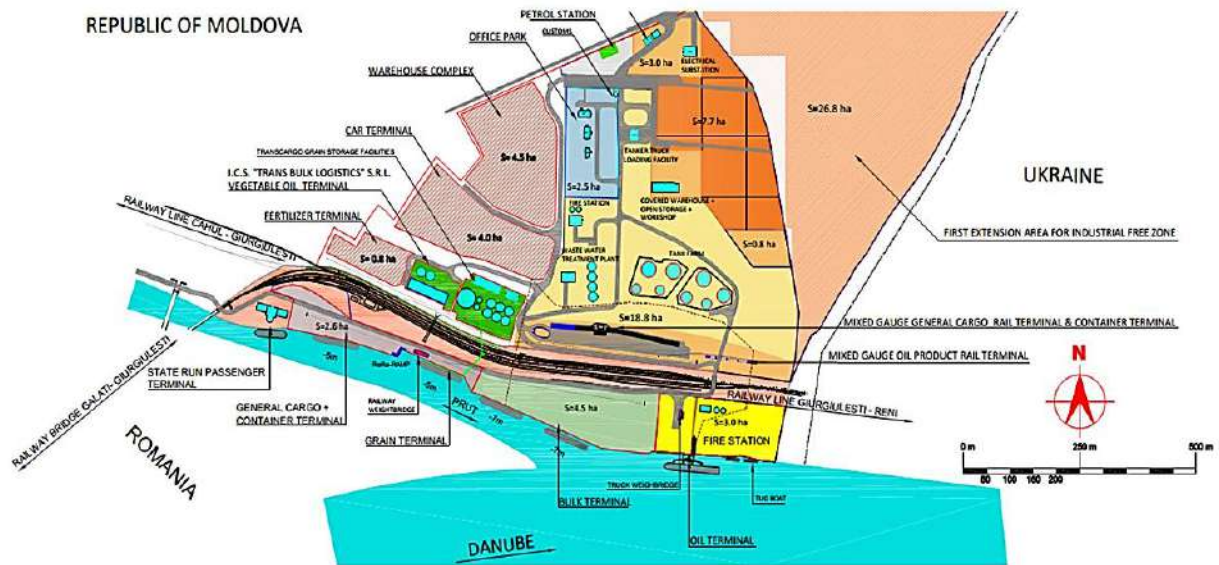 REPUBLIC OF MOLDOVA
PETROL STATION
CUSTOMS
OFFICE PARK
WAREHOUSE COMPLEX
CAR TERMINAL
TRANSCARGO GRAIN STORAGE FACILITIES
I.C.S. "TRANS BULK LOGISTICS" S.R.L.
VEGETABLE OIL TERMINAL
FERTILIZER TERMINAL
RAILWAY LINE CAHUL - GIURGIULESTI
S=3.0 ha
ELECTRICAL
SUBSTATION
S=26.8 ha
S=7.7 ha
S=4.5 ha
TANKER TRUCK
LOADING FACILITY
UKRAINE
S=2.5 ha
FIRE STATION
COVERED WAREHOUSE +
OPEN STORAGE +
WORKSHOP
FIRST EXTENSION AREA FOR INDUSTRIAL FREE ZONE
S=4.0 ha
S=0.8 ha
S=0.8 ha
WASTE WATER
TREATMENT PLANT
TANK FARM
S=18.8 ha
MIXED GAUGE GENERAL CARGO RAIL TERMINAL & CONTAINER TERMINAL
MIXED GAUGE OIL PRODUCT RAIL TERMINAL
S=2.6 ha
-5m
RoRo-RAMP
-5m
PRUT
-7m
-7m
STATE RUN PASSENGER
TERMINAL
GENERAL CARGO +
CONTAINER TERMINAL
RAILWAY
WEIGHTBRIDGE
GRAIN TERMINAL
S=4.5 ha
S=3.0 ha
FIRE STATION
RAILWAY LINE GIURGIULESTI - RENI
RAILWAY BRIDGE GALATI-GIURGIULESTI
ROMANIA
N
0 m
250 m
500 m
50 100 150 200
TRUCK WEIGHBRIDGE
TUG BOAT
BULK TERMINAL
OIL TERMINAL
DANUBE